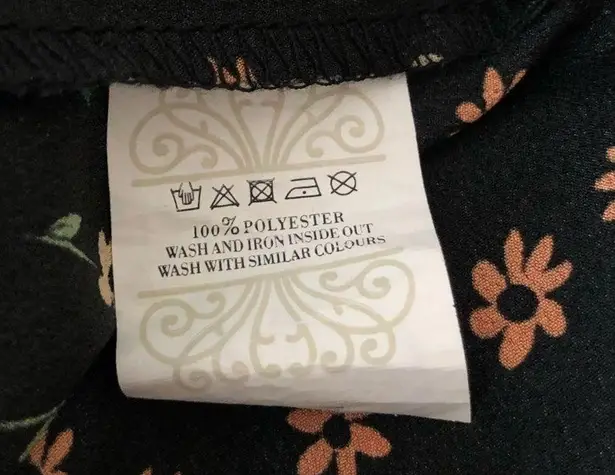 100% POLYESTER
WASH AND IRON INSIDE OUT
WASH WITH SIMILAR COLOURS